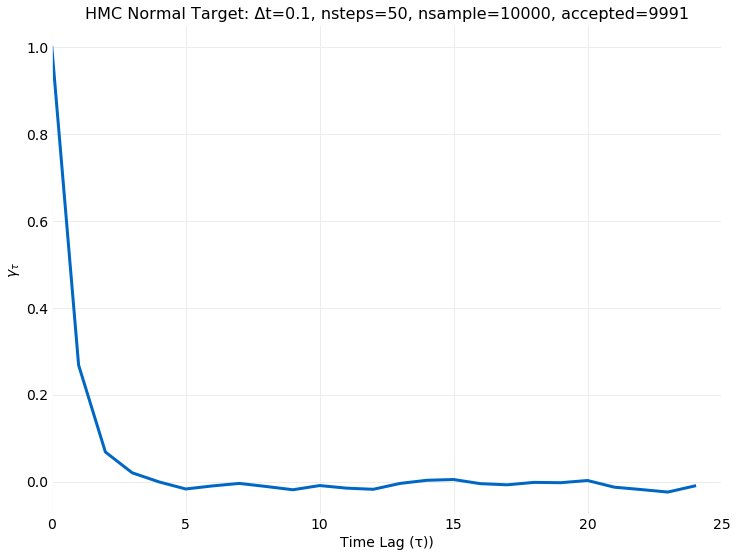 HMC Normal Target: Δt=0.1, nsteps=50, nsample=10000, accepted=9991
1.0
0.8
0.6
0.4
0.2
0.0
γτ
0 5 10 15 20 25
Time Lag (τ))